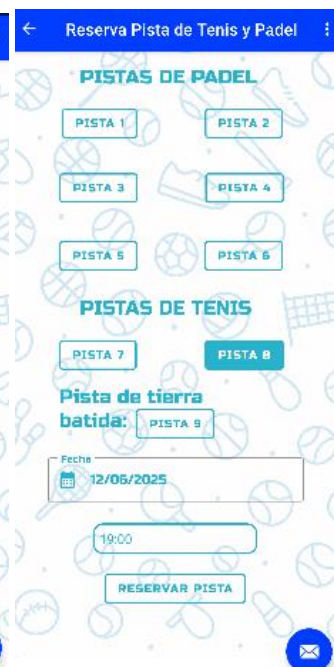 Reserva Pista de Tenis y Padel
PISTAS DE PADEL
PISTA 1 PISTA 2
PISTA 3 PISTA 4
PISTA 5 PISTA 6
PISTAS DE TENIS
PISTA 7 PISTA 8
Pista de tierra
batida: PISTA 9
Fecha
12/06/2025
19:00
RESERVAR PISTA